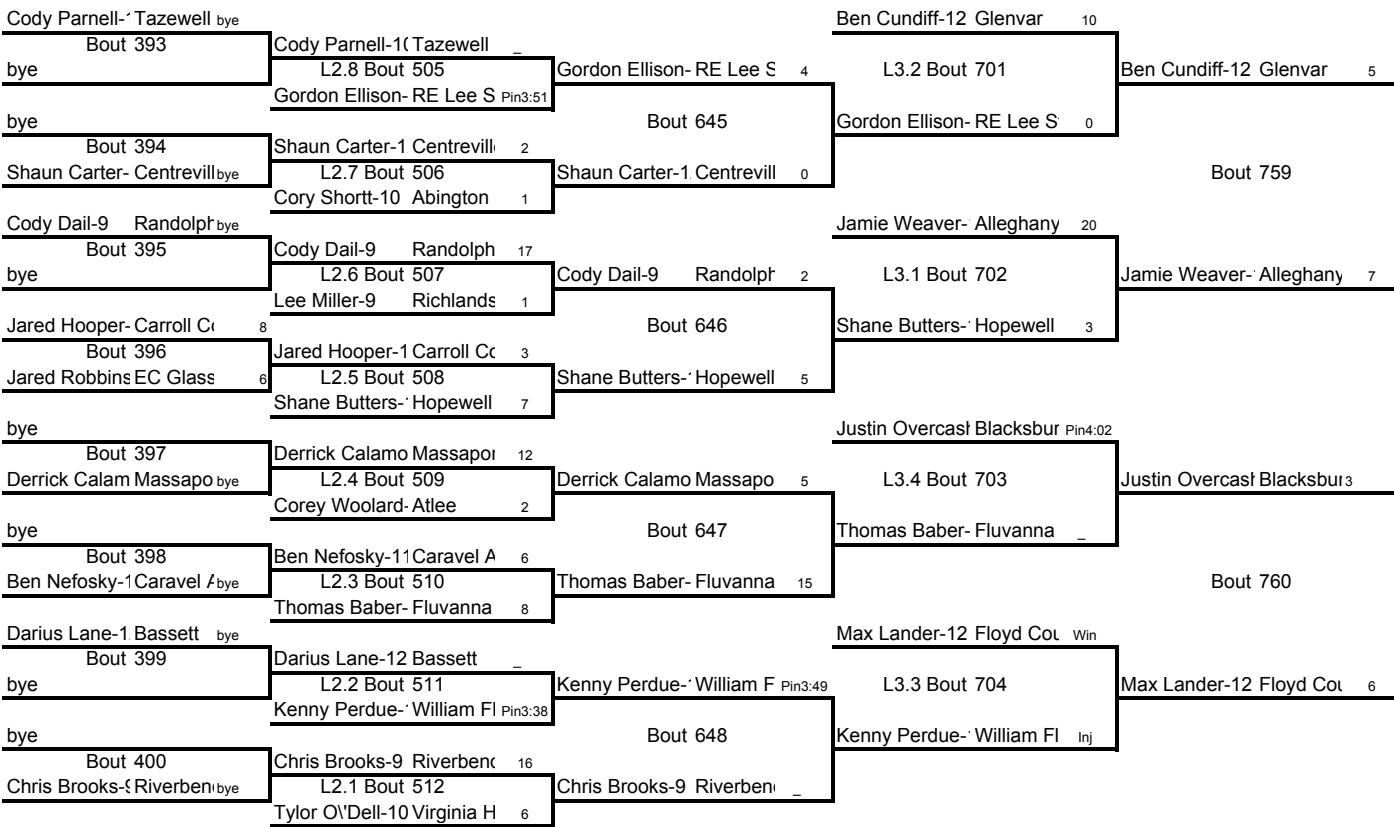 Cody Parnell-1 Tazewell bye Ben Cundiff-12 Glenvar 10
Bout 393 Cody Parnell-10 Tazewell _
bye L2.8 Bout 505 Gordon Ellison- RE Lee S 4 L3.2 Bout 701 Ben Cundiff-12 Glenvar 5
Gordon Ellison- RE Lee S Pin3:51
bye Bout 645 Gordon Ellison- RE Lee S 0
Bout 394 Shaun Carter-1 Centrevill 2
Shaun Carter- Centrevill bye L2.7 Bout 506 Shaun Carter-1 Centrevill 0 Bout 759
Cory Shortt-10 Abington 1
Cody Dail-9 Randolph bye Jamie Weaver- Alleghany 20
Bout 395 Cody Dail-9 Randolph 17
bye L2.6 Bout 507 Cody Dail-9 Randolph 2 L3.1 Bout 702 Jamie Weaver- Alleghany 7
Lee Miller-9 Richlands 1
Jared Hooper- Carroll Co 8 Bout 646 Shane Butters- Hopewell 3
Bout 396 Jared Hooper-1 Carroll Co 3
Jared Robbins EC Glass 6 L2.5 Bout 508 Shane Butters- Hopewell 5
Shane Butters- Hopewell 7
bye Justin Overcash Blacksbur Pin4:02
Bout 397 Derrick Calamo Massapon 12
Derrick Calam Massapo bye L2.4 Bout 509 Derrick Calamo Massapo 5 L3.4 Bout 703 Justin Overcash Blacksbur 3
Corey Woolard- Atlee 2
bye Bout 647 Thomas Baber- Fluvanna _
Bout 398 Ben Nefosky-11 Caravel A 6
Ben Nefosky-1 Caravel A bye L2.3 Bout 510 Thomas Baber- Fluvanna 15 Bout 760
Thomas Baber- Fluvanna 8
Darius Lane-1 Bassett bye Max Lander-12 Floyd Cou Win
Bout 399 Darius Lane-12 Bassett _
bye L2.2 Bout 511 Kenny Perdue- William F Pin3:49 L3.3 Bout 704 Max Lander-12 Floyd Cou 6
Kenny Perdue- William Fl Pin3:38
bye Bout 648 Kenny Perdue- William Fl Inj
Bout 400 Chris Brooks-9 Riverbend 16
Chris Brooks-9 Riverben bye L2.1 Bout 512 Chris Brooks-9 Riverben _
Tylor O\'Dell-10 Virginia H 6